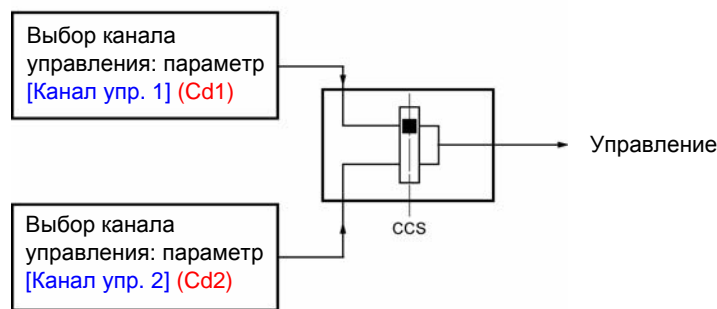 Выбор канала
управления: параметр
[Канал упр. 1] (Cd1)
Управление
CCS
Выбор канала
управления: параметр
[Канал упр. 2] (Cd2)